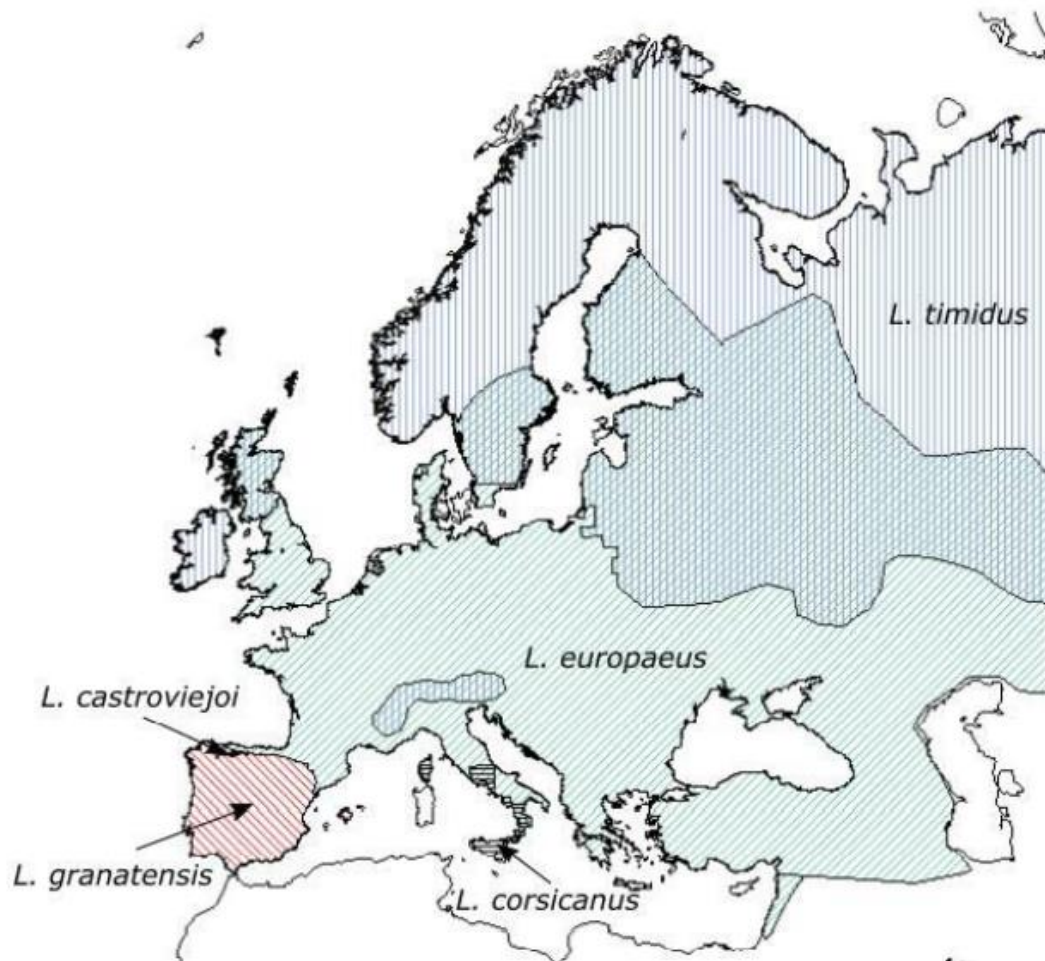 L. timidus
L. europaeus
L. castroviejoi
L. granatensis
L. corsicanus